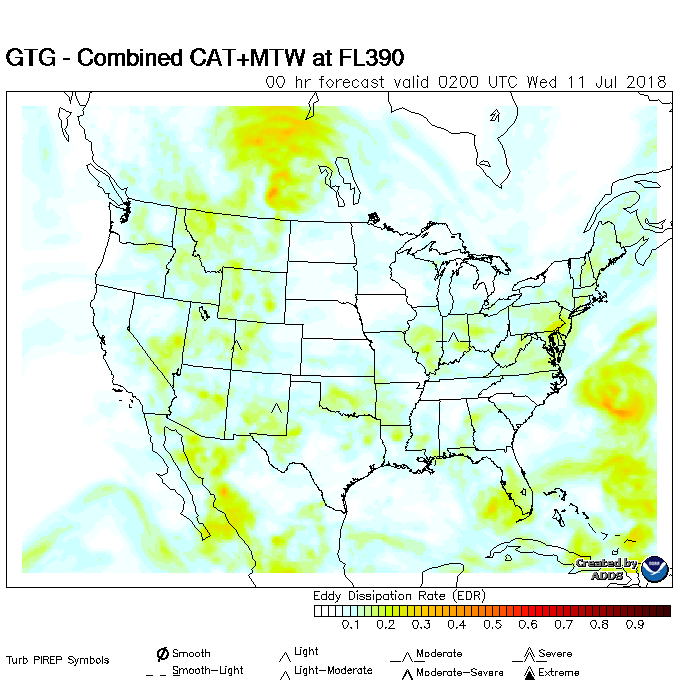 GTG - Combined CAT+MTW at FL390
00 hr forecast valid 0200 UTC Wed 11 Jul 2018
Created by
ADDS
Eddy Dissipation Rate (EDR)
0.1 0.2 0.3 0.4 0.5 0.6 0.7 0.8 0.9
Turb PIREP Symbols
Smooth Light Moderate Severe
Smooth-Light Light-Moderate Moderate-Severe Extreme